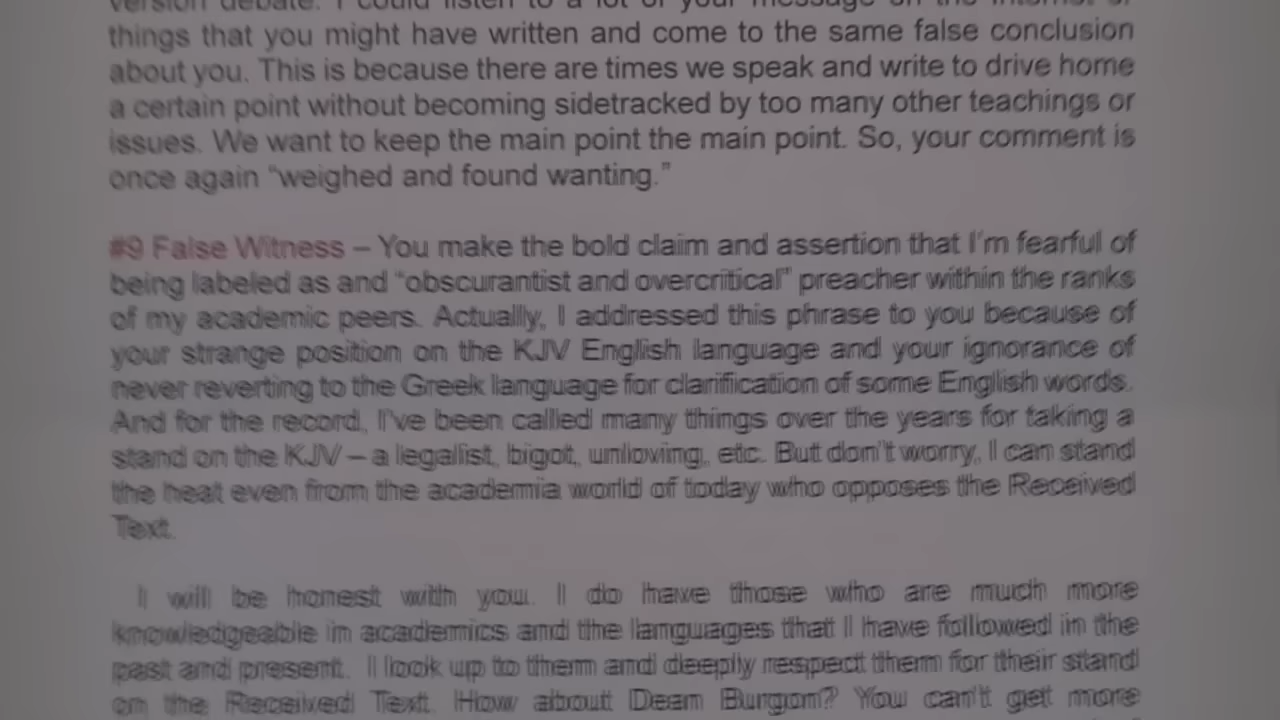 version debate. I could listen to a lot of your message on the internet or
things that you might have written and come to the same false conclusion
about you. This is because there are times we speak and write to drive home
a certain point without becoming sidetracked by too many other teachings or
issues. We want to keep the main point the main point. So, your comment is
once again “weighed and found wanting.”
#9 False Witness – You make the bold claim and assertion that I’m fearful of
being labeled as and “obscurantist and overcritical” preacher within the ranks
of my academic peers. Actually, I addressed this phrase to you because of
your strange position on the KJV English language and your ignorance of
never reverting to the Greek language for clarification of some English words.
And for the record, I’ve been called many things over the years for taking a
stand on the KJV – a legalist, bigot, unloving, etc. But don’t worry, I can stand
the heat even from the academia world of today who opposes the Received
Text.
I will be honest with you. I do have those who are much more
knowledgeable in academics and the languages that I have followed in the
past and present. I look up to them and deeply respect them for their stand
on the Received Text. How about Dean Burgon? You can’t get more